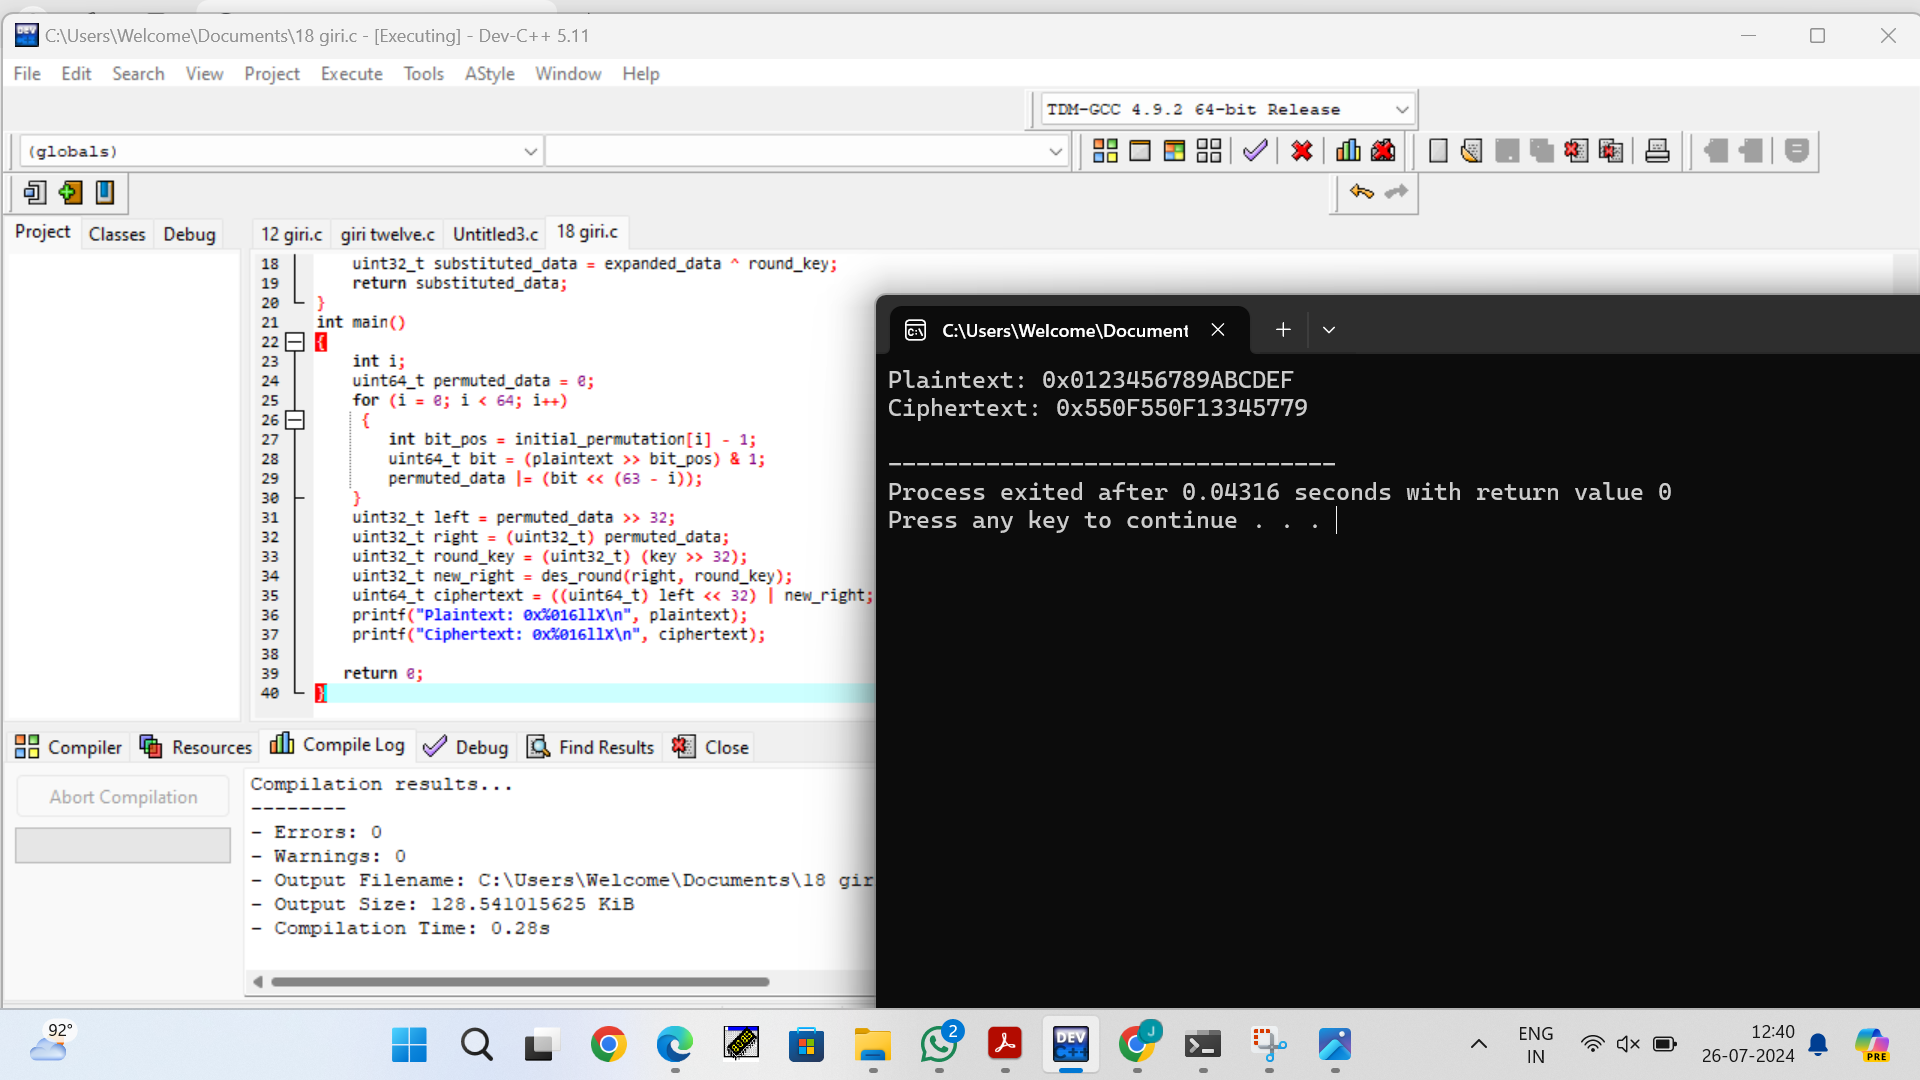 C:\Users\Welcome\Documents\18 giri.c - [Executing] - Dev-C++ 5.11
File Edit Search View Project Execute Tools AStyle Window Help
TDM-GCC 4.9.2 64-bit Release
(globals)
Project Classes Debug
12 giri.c giri twelve.c Untitled3.c 18 giri.c
18 uint32_t substituted_data = expanded_data ^ round_key;
19 return substituted_data;
20 }
21 int main()
22 {
23 int i;
24 uint64_t permuted_data = 0;
25 for (i = 0; i < 64; i++)
26 {
27 int bit_pos = initial_permutation[i] - 1;
28 uint64_t bit = (plaintext >> bit_pos) & 1;
29 permuted_data |= (bit << (63 - i));
30 }
31 uint32_t left = permuted_data >> 32;
32 uint32_t right = (uint32_t) permuted_data;
33 uint32_t round_key = (uint32_t) (key >> 32);
34 uint32_t new_right = des_round(right, round_key);
35 uint64_t ciphertext = ((uint64_t) left << 32) | new_right;
36 printf("Plaintext: 0x%016llX\n", plaintext);
37 printf("Ciphertext: 0x%016llX\n", ciphertext);
38
39 return 0;
40 }
C:\Users\Welcome\Document
Plaintext: 0x0123456789ABCDEF
Ciphertext: 0x550F550F13345779
--------------------------------
Process exited after 0.04316 seconds with return value 0
Press any key to continue . . .
Compiler Resources Compile Log Debug Find Results Close
Abort Compilation
Compilation results...
--------
- Errors: 0
- Warnings: 0
- Output Filename: C:\Users\Welcome\Documents\18 gir
- Output Size: 128.541015625 KiB
- Compilation Time: 0.28s
92°
DEV C++
2
J
ENG
IN
12:40
26-07-2024
PRE